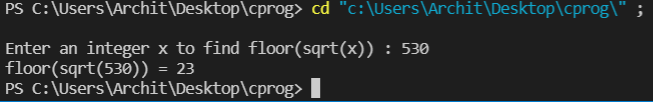 PS C:\Users\Archit\Desktop\cprog> cd "c:\Users\Archit\Desktop\cprog\" ;
Enter an integer x to find floor(sqrt(x)) : 530
floor(sqrt(530)) = 23
PS C:\Users\Archit\Desktop\cprog>